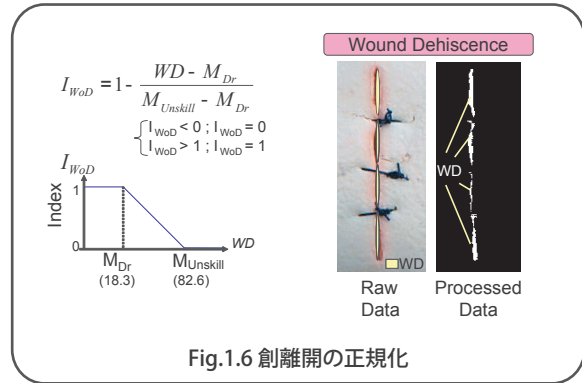 Wound Dehiscence
I_WoD = 1 - (WD - M_Dr) / (M_Unskill - M_Dr)
I_WoD < 0 ; I_WoD = 0
I_WoD > 1 ; I_WoD = 1
I_WoD
Index
1
0
WD
M_Dr
(18.3)
M_Unskill
(82.6)
WD
WD
Raw
Data
Processed
Data
Fig.1.6 創離開の正規化